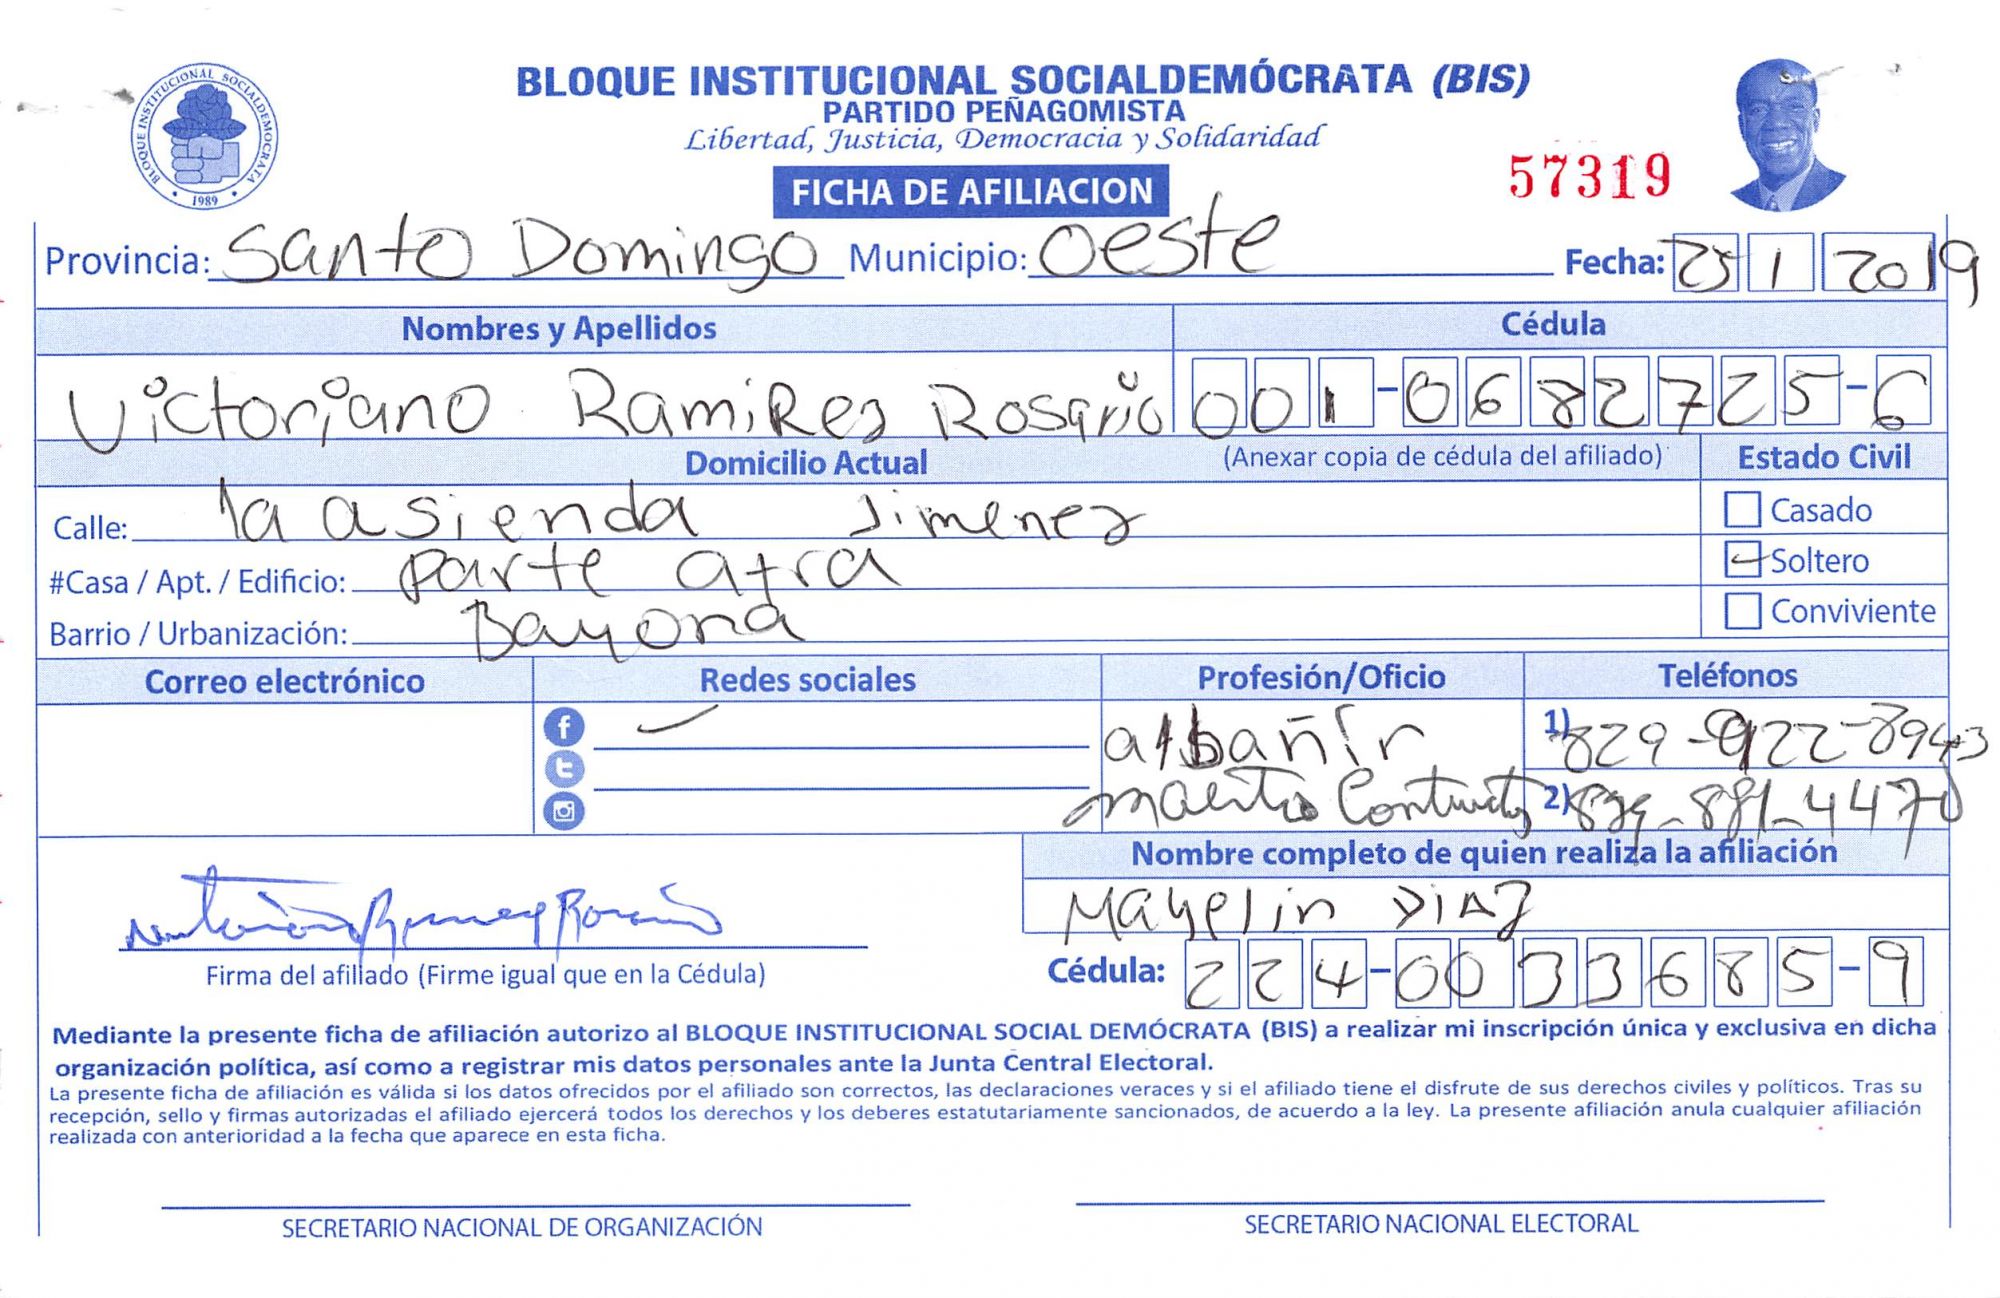 BLOQUE INSTITUCIONAL SOCIALDEMÓCRATA (BIS)
PARTIDO PEÑAGOMISTA
Libertad, Justicia, Democracia y Solidaridad
BLOQUE INSTITUCIONAL SOCIALDEMOCRATA
1989
FICHA DE AFILIACION
57319
Provincia: Santo Domingo Municipio: Oeste Fecha: 25 1 2019
Nombres y Apellidos Cédula
Victoriano Ramirez Rosario 001-0682725-6
Domicilio Actual (Anexar copia de cédula del afiliado) Estado Civil
Calle: la asienda Jimenez Casado
#Casa / Apt. / Edificio: parte atra Soltero
Barrio / Urbanización: Bayona Conviviente
Correo electrónico Redes sociales Profesión/Oficio Teléfonos
albañir 1) 829-922-8943
maestro 2) 829-881-4470
Nombre completo de quien realiza la afiliación
Mayelin Diaz
Firma del afiliado (Firme igual que en la Cédula) Cédula: 224-0033685-9
Mediante la presente ficha de afiliación autorizo al BLOQUE INSTITUCIONAL SOCIAL DEMÓCRATA (BIS) a realizar mi inscripción única y exclusiva en dicha
organización política, así como a registrar mis datos personales ante la Junta Central Electoral.
La presente ficha de afiliación es válida si los datos ofrecidos por el afiliado son correctos, las declaraciones veraces y si el afiliado tiene el disfrute de sus derechos civiles y políticos. Tras su
recepción, sello y firmas autorizadas el afiliado ejercerá todos los derechos y los deberes estatutariamente sancionados, de acuerdo a la ley. La presente afiliación anula cualquier afiliación
realizada con anterioridad a la fecha que aparece en esta ficha.
SECRETARIO NACIONAL DE ORGANIZACIÓN SECRETARIO NACIONAL ELECTORAL